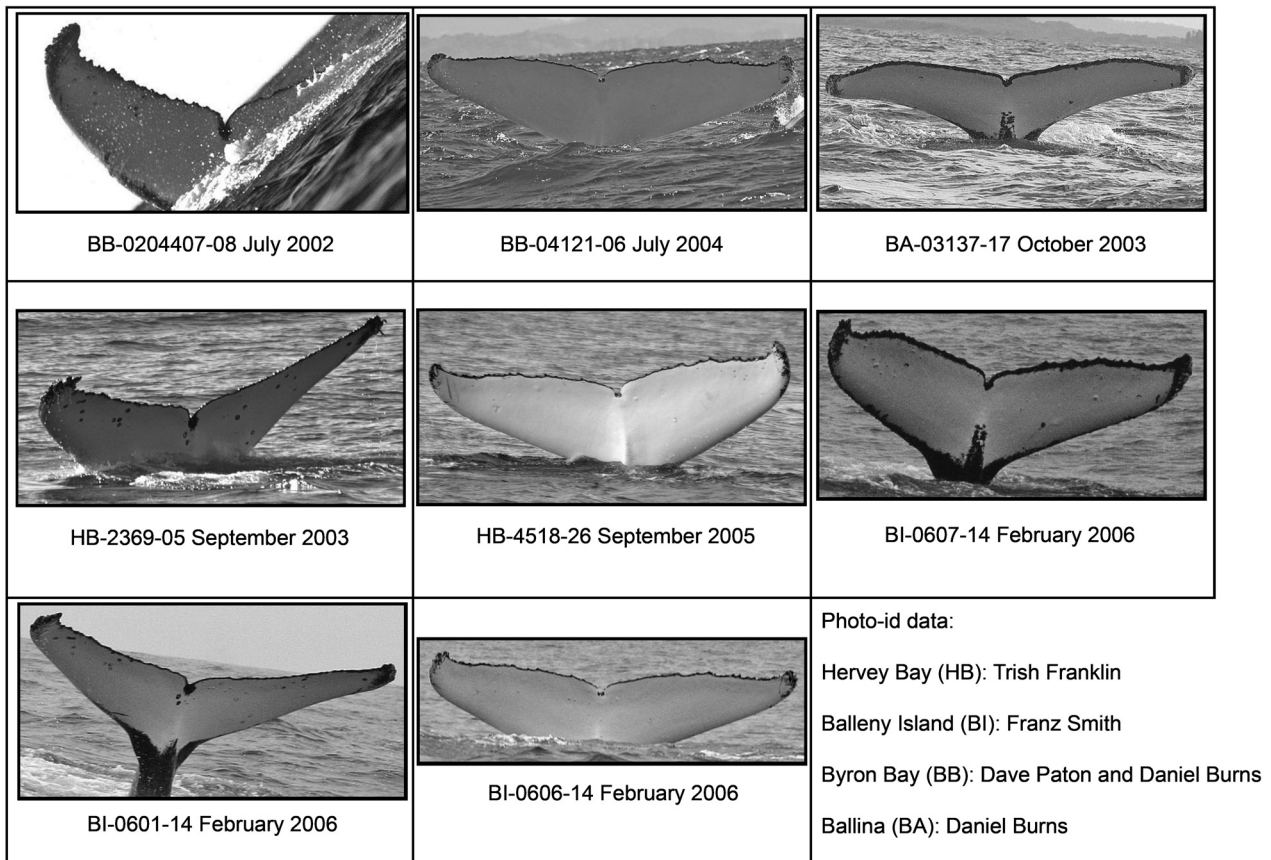 BB-0204407-08 July 2002
BB-04121-06 July 2004
BA-03137-17 October 2003
HB-2369-05 September 2003
HB-4518-26 September 2005
BI-0607-14 February 2006
BI-0601-14 February 2006
BI-0606-14 February 2006
Photo-id data:
Hervey Bay (HB): Trish Franklin
Balleny Island (BI): Franz Smith
Byron Bay (BB): Dave Paton and Daniel Burns
Ballina (BA): Daniel Burns